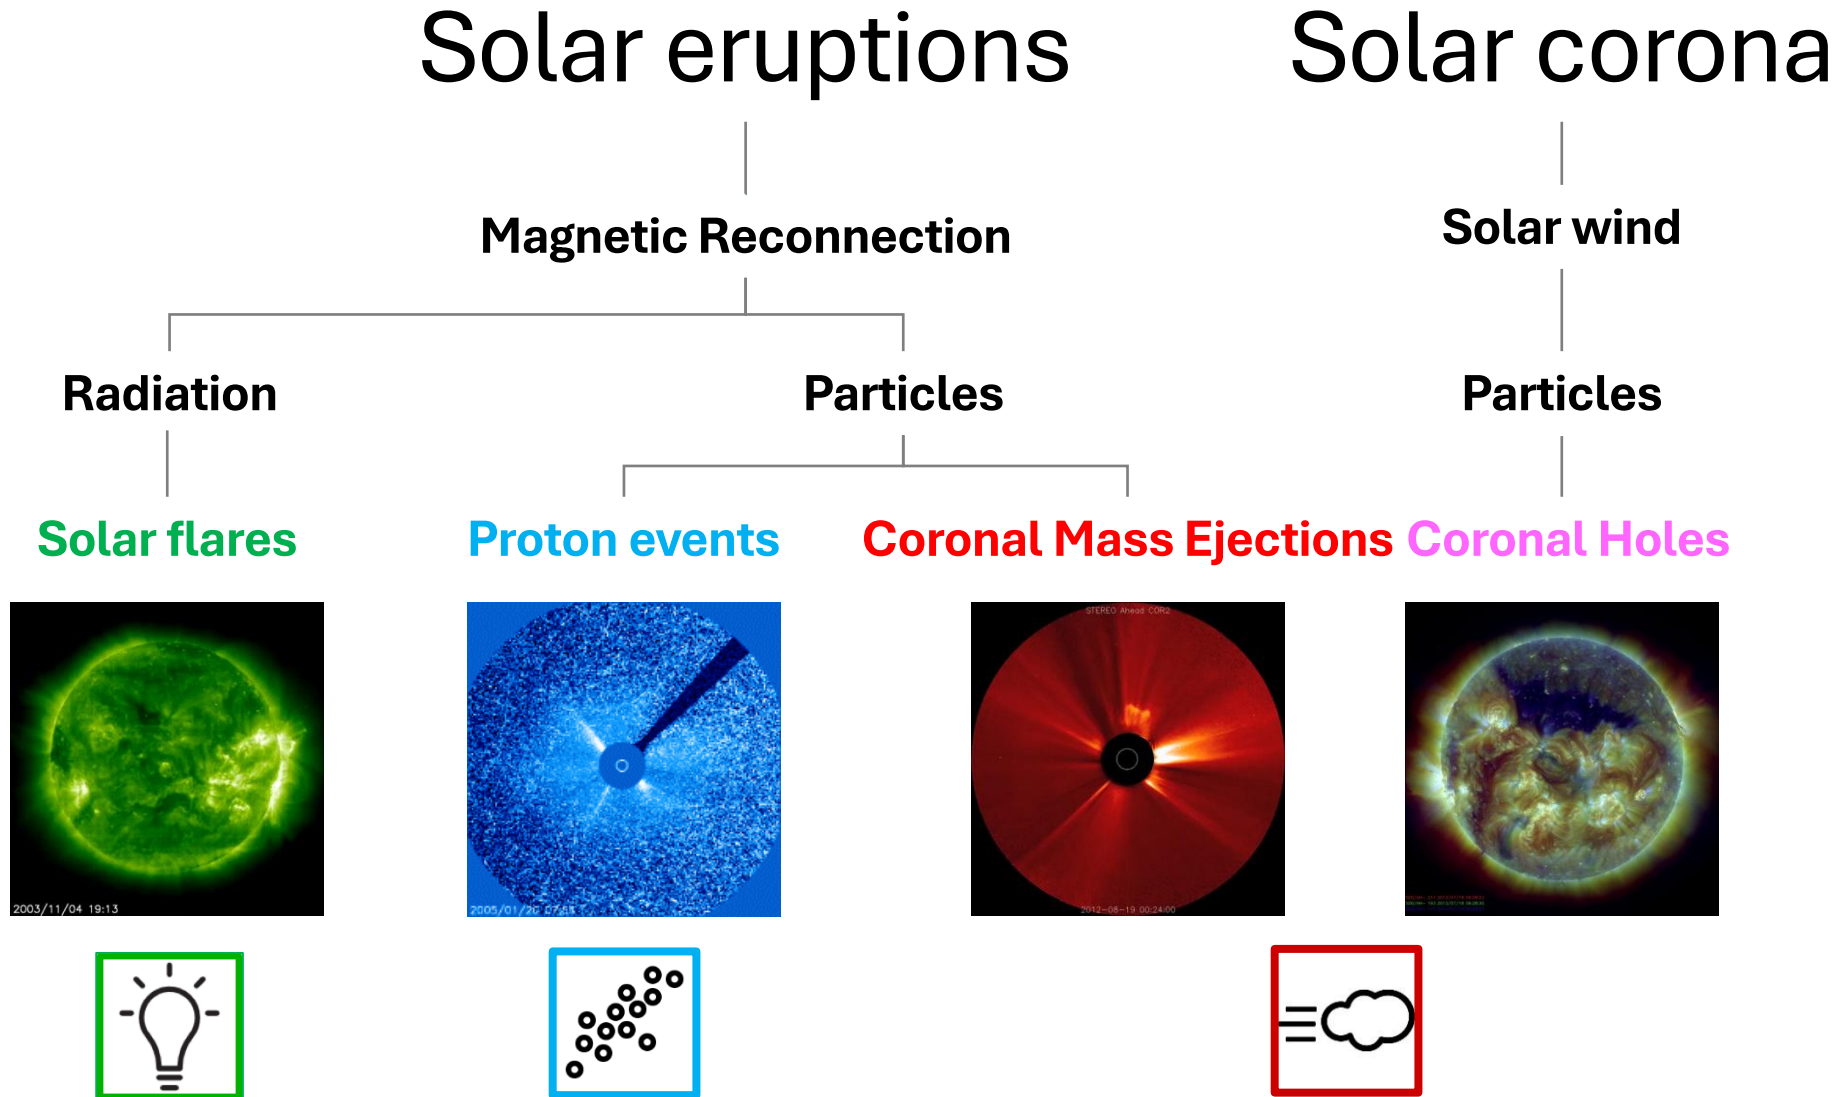 Solar eruptions
Solar corona
Magnetic Reconnection
Solar wind
Radiation
Particles
Particles
Solar flares
Proton events
Coronal Mass Ejections
Coronal Holes
STEREO Ahead COR2
2003/11/04 19:13
2012-08-19 00:24:00